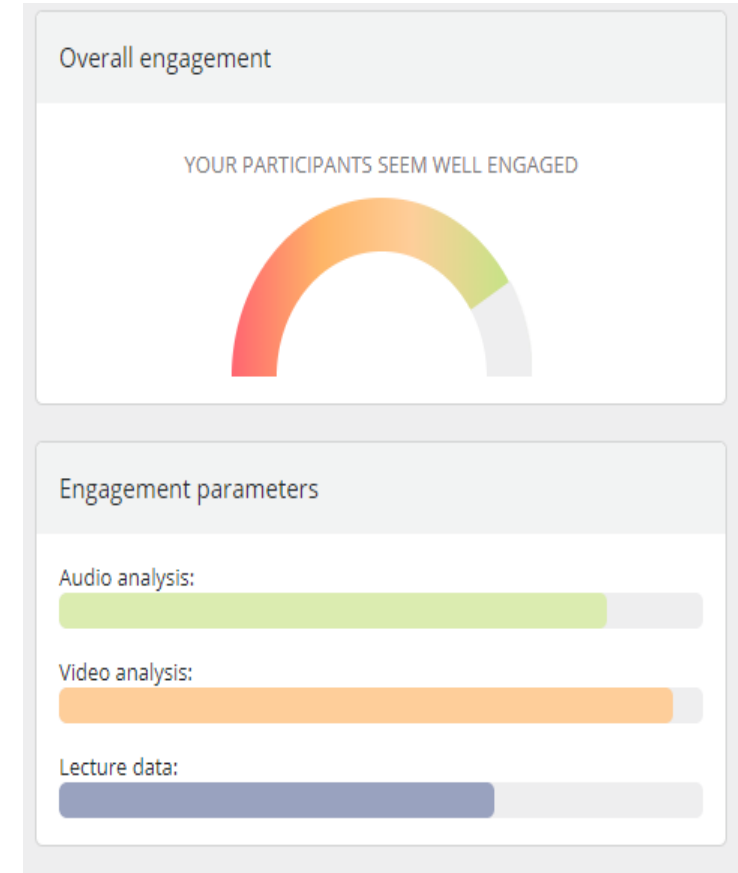 Overall engagement
YOUR PARTICIPANTS SEEM WELL ENGAGED
Engagement parameters
Audio analysis:
Video analysis:
Lecture data: